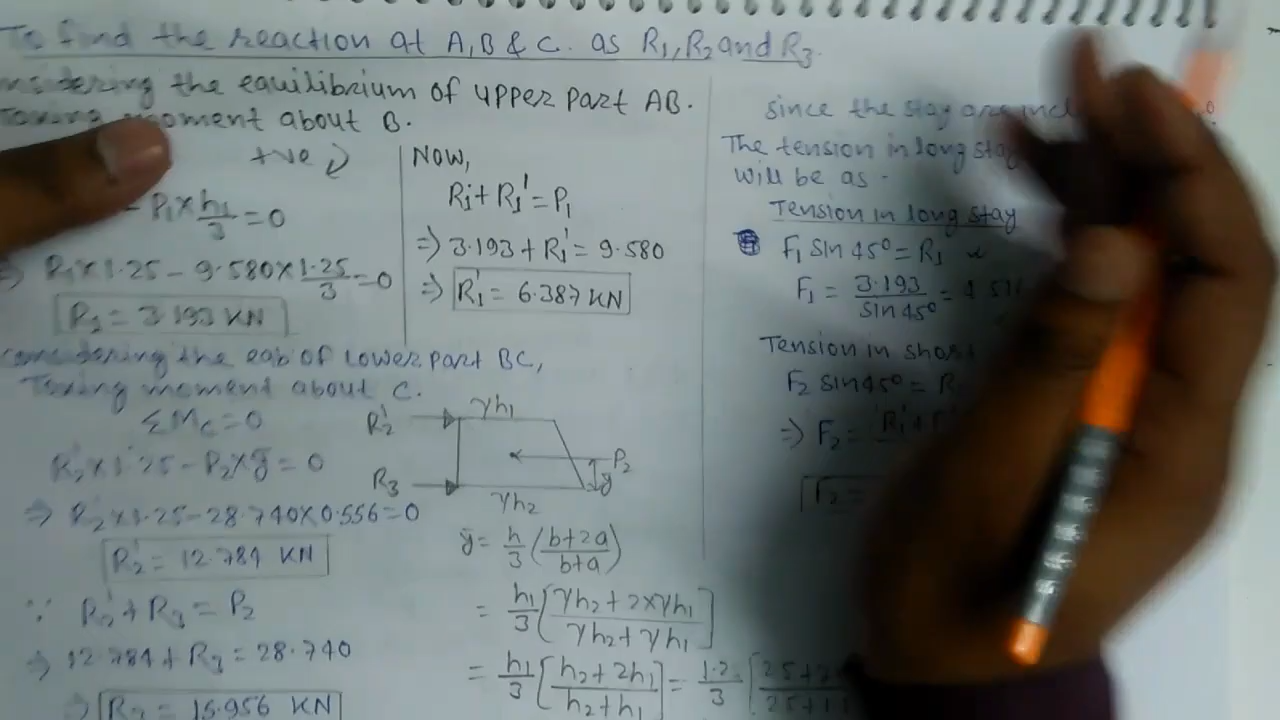 To find the reaction at A, B & C. as R₁, R₂ and R₃.
the equilibrium of upper part AB.
Taking moment about B.
+ve
- P₁ × h₁/3 = 0
⇒ R₁ × 1.25 - 9.580 × 1.25/3 = 0
R₁ = 3.193 KN
Now,
R₁ + R₁' = P₁
⇒ 3.193 + R₁' = 9.580
⇒ R₁' = 6.387 KN
considering the eqb of lower part BC,
Taking moment about C.
ΣM_C = 0
R₂' × 1.25 - P₂ × ȳ = 0
⇒ R₂' × 1.25 - 28.740 × 0.556 = 0
R₂' = 12.784 KN
∵ R₂' + R₃ = P₂
⇒ 12.784 + R₃ = 28.740
⇒ R₃ = 15.956 KN
γh₁
R₂'
P₂
ȳ
R₃
γh₂
ȳ = h/3 (b+2a / b+a)
= h₁/3 [γh₂ + 2×γh₁ / γh₂ + γh₁]
= h₁/3 [h₂ + 2h₁ / h₂ + h₁] =
since the stay are
The tension in long stay
will be as -
Tension in long stay
F₁ sin 45° = R₁
F₁ = 3.193 / sin 45° =
Tension in short
F₂ sin 45° =
⇒ F₂ =
F₂ =